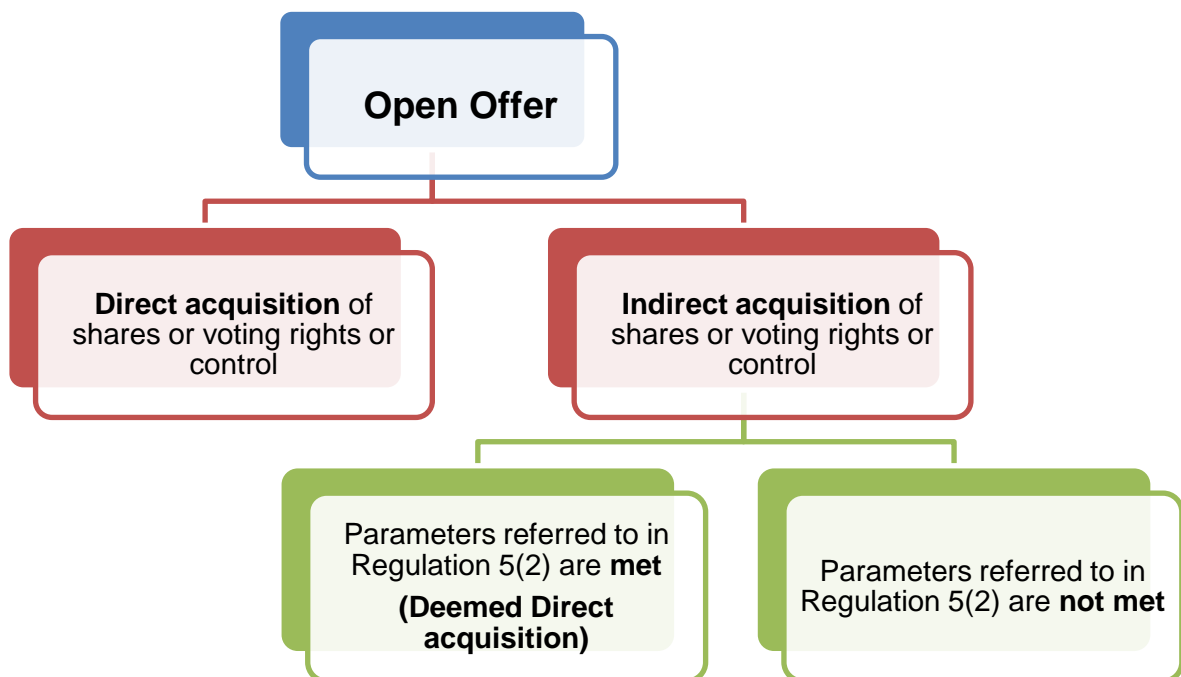 Open Offer
Direct acquisition of
shares or voting rights or
control
Indirect acquisition of
shares or voting rights or
control
Parameters referred to in
Regulation 5(2) are met
(Deemed Direct
acquisition)
Parameters referred to in
Regulation 5(2) are not met